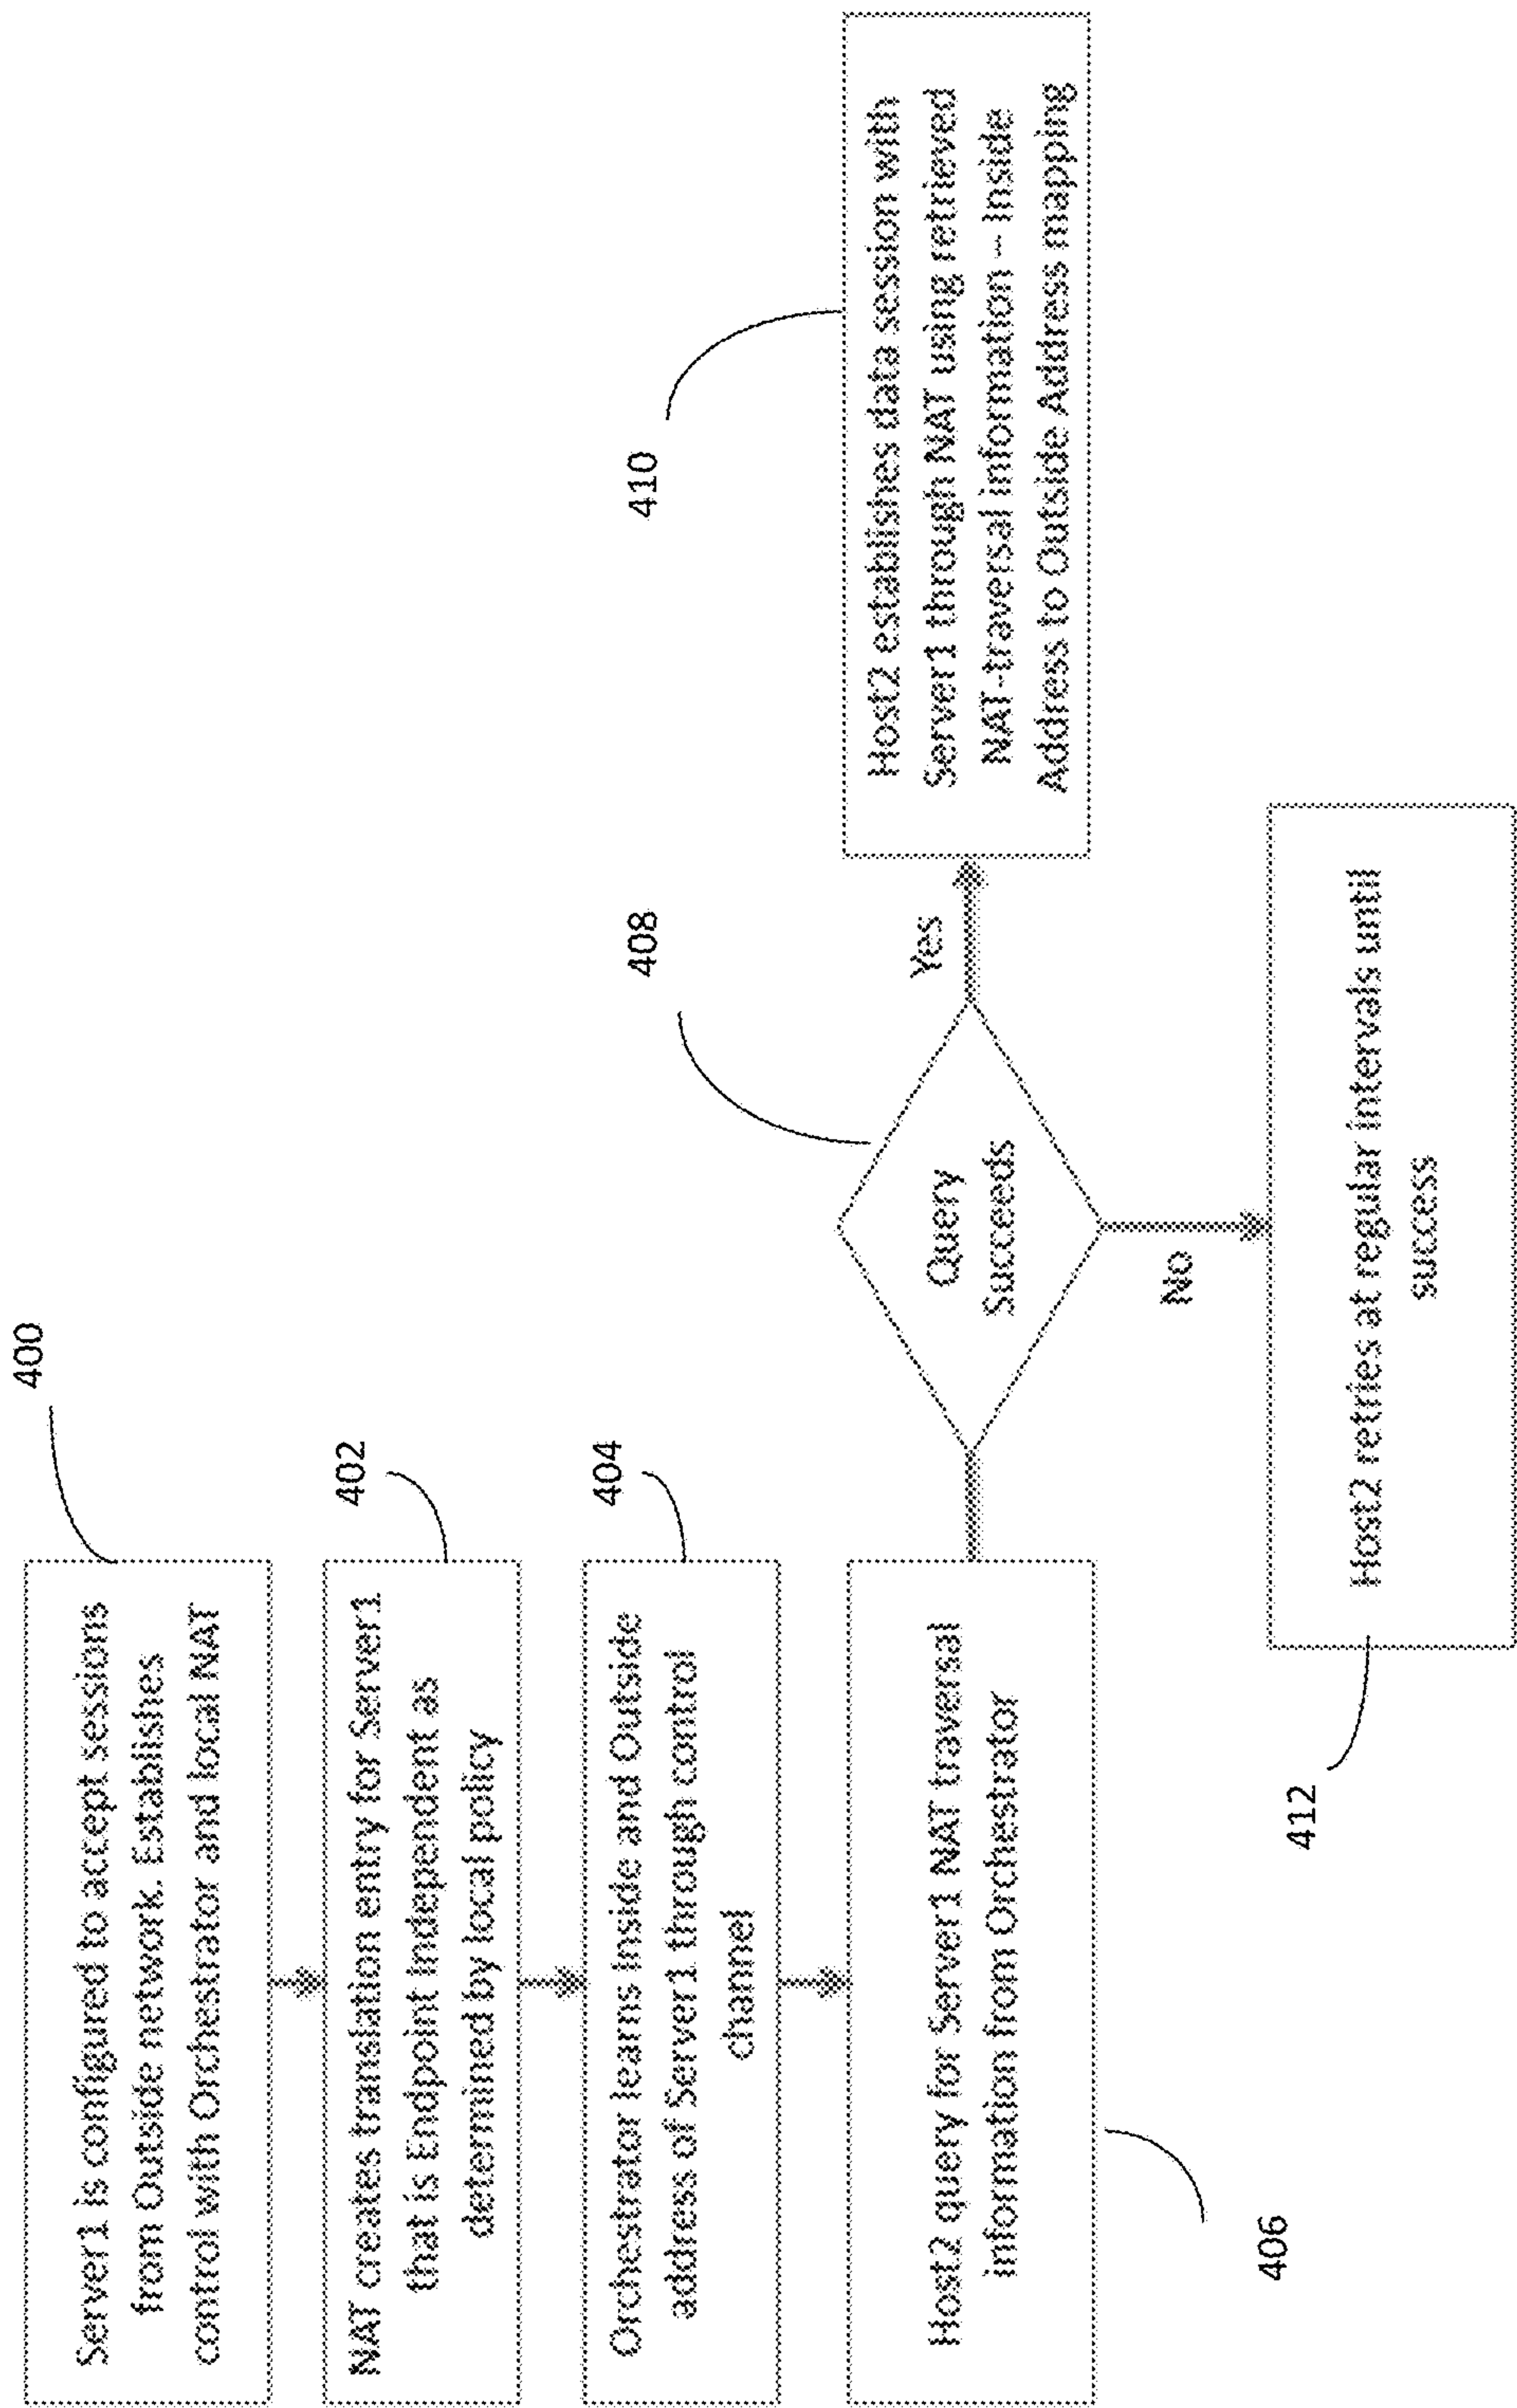 400
Server1 is configured to accept sessions
from Outside network. Establishes
control with Orchestrator and local NAT
402
NAT creates translation entry for Server1
that is Endpoint Independent as
determined by local policy
404
Orchestrator learns Inside and Outside
address of Server1 through control
channel
406
Host2 query for Server1 NAT traversal
information from Orchestrator
408
Query
Succeeds
Yes
No
410
Host2 establishes data session with
Server1 through NAT using retrieved
NAT-traversal information – Inside
Address to Outside Address mapping
412
Host2 retries at regular intervals until
success